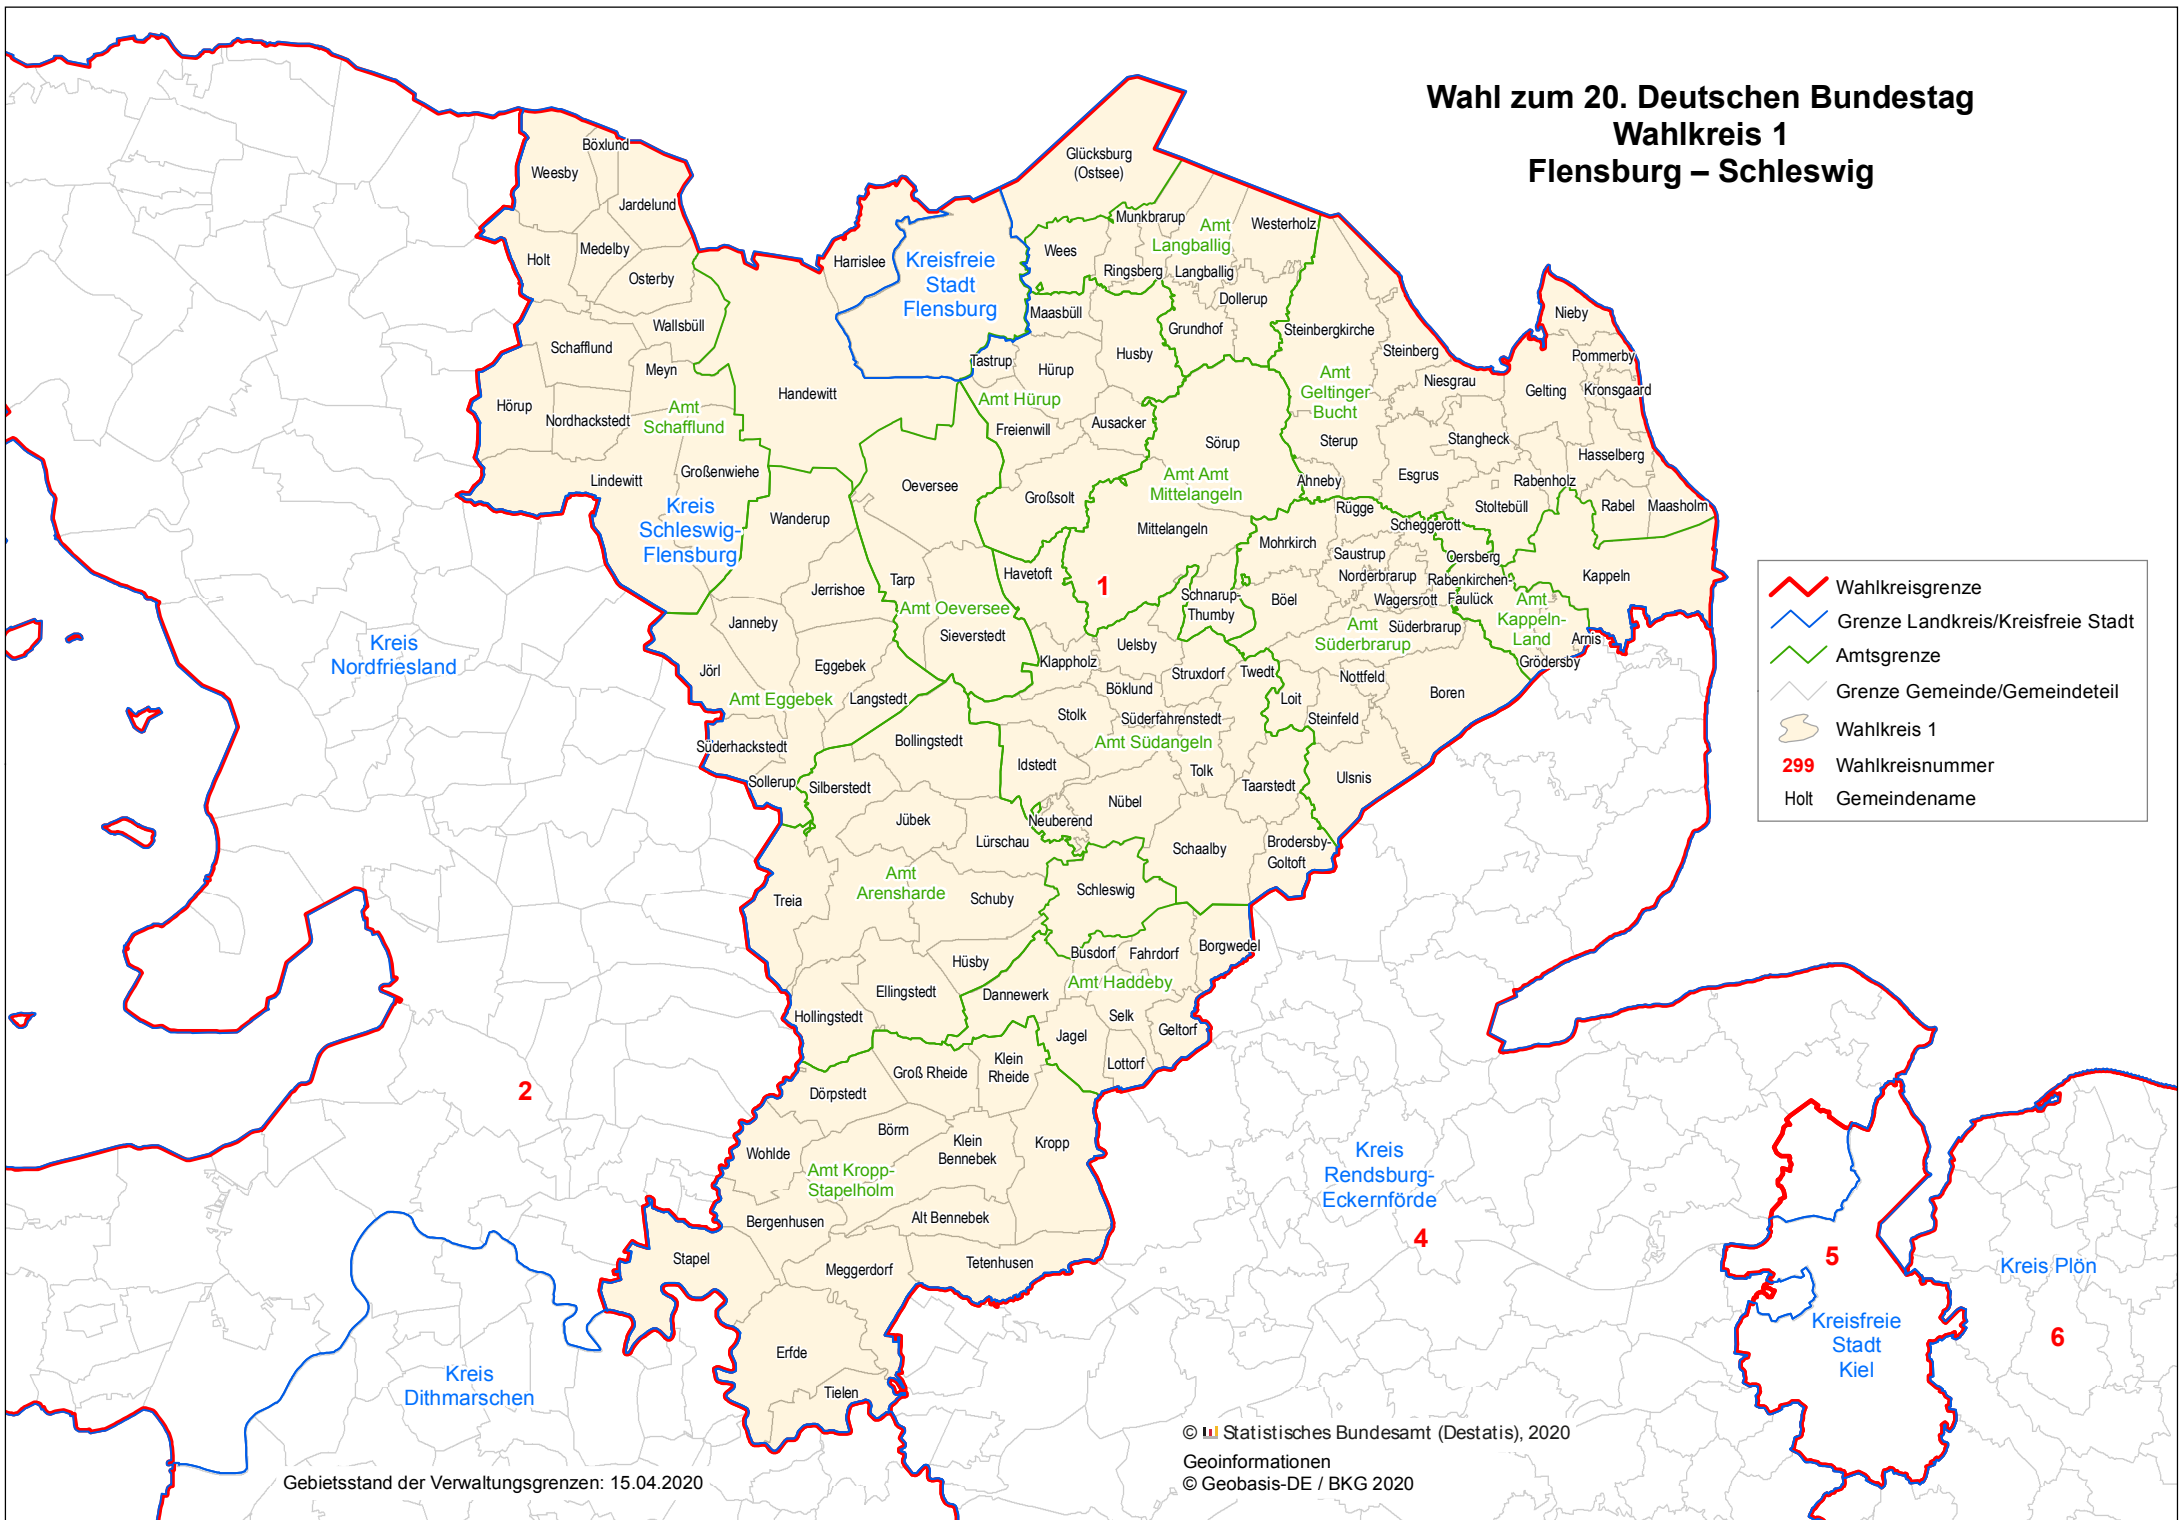 Wahl zum 20. Deutschen Bundestag
Wahlkreis 1
Flensburg – Schleswig
Böxlund
Weesby
Jardelund
Holt
Medelby
Osterby
Wallsbüll
Schafflund
Meyn
Hörup
Nordhackstedt
Amt
Schafflund
Lindewitt
Großenwiehe
Kreis
Schleswig-
Flensburg
Harrislee
Kreisfreie
Stadt
Flensburg
Handewitt
Glücksburg
(Ostsee)
Munkbrarup
Amt
Langballig
Westerholz
Wees
Ringsberg
Langballig
Dollerup
Maasbüll
Grundhof
Husby
Tastrup
Hürup
Amt Hürup
Freienwill
Ausacker
Großsolt
Steinbergkirche
Steinberg
Amt
Geltinger
Bucht
Niesgrau
Nieby
Pommerby
Kronsgaard
Gelting
Sterup
Stangheck
Hasselberg
Ahneby
Esgrus
Rabenholz
Stoltebüll
Rabel
Maasholm
Sörup
Amt Amt
Mittelangeln
Mittelangeln
Oeversee
Wanderup
Jerrishoe
Tarp
Amt Oeversee
Sieverstedt
Havetoft
1
Janneby
Jörl
Eggebek
Amt Eggebek
Langstedt
Süderhackstedt
Sollerup
Rügge
Scheggerott
Mohrkirch
Saustrup
Oersberg
Norderbrarup
Rabenkirchen-
Faulück
Kappeln
Schnarup-
Thumby
Böel
Wagersrott
Amt
Kappeln-
Land
Amt
Süderbrarup
Süderbrarup
Arnis
Grödersby
Uelsby
Klappholz
Struxdorf
Twedt
Nottfeld
Boren
Böklund
Loit
Stolk
Süderfahrenstedt
Steinfeld
Amt Südangeln
Bollingstedt
Idstedt
Tolk
Taarstedt
Ulsnis
Silberstedt
Nübel
Jübek
Neuberend
Lürschau
Schaalby
Brodersby-
Goltoft
Amt
Arensharde
Schleswig
Treia
Schuby
Busdorf
Fahrdorf
Borgwedel
Hüsby
Amt Haddeby
Ellingstedt
Dannewerk
Hollingstedt
Selk
Geltorf
Jagel
Lottorf
Groß Rheide
Klein
Rheide
Dörpstedt
Börm
Klein
Bennebek
Kropp
Wohlde
Amt Kropp-
Stapelholm
Bergenhusen
Alt Bennebek
Stapel
Meggerdorf
Tetenhusen
Erfde
Tielen
Kreis
Nordfriesland
2
Kreis
Dithmarschen
Kreis
Rendsburg-
Eckernförde
4
5
Kreisfreie
Stadt
Kiel
Kreis Plön
6
Wahlkreisgrenze
Grenze Landkreis/Kreisfreie Stadt
Amtsgrenze
Grenze Gemeinde/Gemeindeteil
Wahlkreis 1
299 Wahlkreisnummer
Holt Gemeindename
Gebietsstand der Verwaltungsgrenzen: 15.04.2020
© Statistisches Bundesamt (Destatis), 2020
Geoinformationen
© Geobasis-DE / BKG 2020